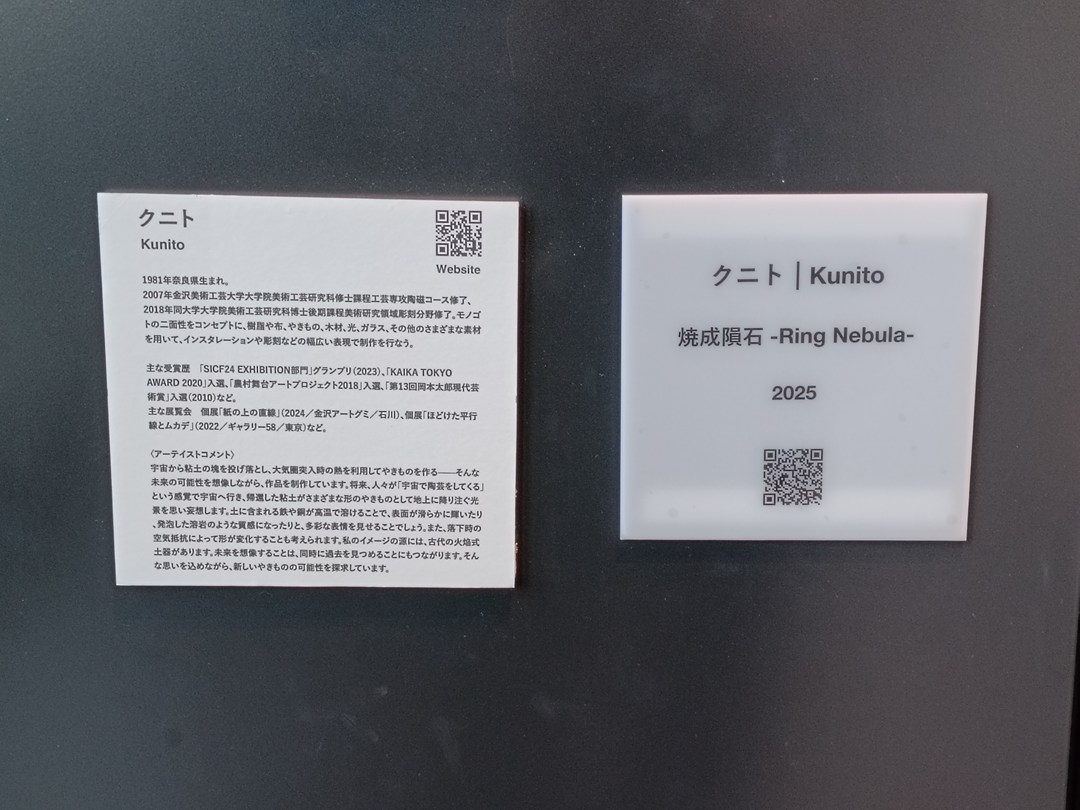 クニト
Kunito
Website
1981年奈良県生まれ。
2007年金沢美術工芸大学大学院美術工芸研究科修士課程工芸専攻陶磁コース修了、
2018年同大学大学院美術工芸研究科博士後期課程美術研究領域彫刻分野修了。モノゴ
トの二面性をコンセプトに、樹脂や布、やきもの、木材、光、ガラス、その他のさまざまな素材
を用いて、インスタレーションや彫刻などの幅広い表現で制作を行なう。
主な受賞歴 「SICF24 EXHIBITION部門」グランプリ(2023)、「KAIKA TOKYO
AWARD 2020」入選、「農村舞台アートプロジェクト2018」入選、「第13回岡本太郎現代芸
術賞」入選(2010)など。
主な展覧会 個展「紙の上の直線」(2024／金沢アートグミ／石川)、個展「ほどけた平行
線とムカデ」(2022／ギャラリー58／東京)など。
〈アーティストコメント〉
宇宙から粘土の塊を投げ落とし、大気圏突入時の熱を利用してやきものを作る——そんな
未来の可能性を想像しながら、作品を制作しています。将来、人々が「宇宙で陶芸をしてくる」
という感覚で宇宙へ行き、帰還した粘土がさまざまな形のやきものとして地上に降り注ぐ光
景を思い妄想します。土に含まれる鉄や銅が高温で溶けることで、表面が滑らかに輝いたり
、発泡した溶岩のような質感になったりと、多彩な表情を見せることでしょう。また、落下時の
空気抵抗によって形が変化することも考えられます。私のイメージの源には、古代の火焔式
土器があります。未来を想像することは、同時に過去を見つめることにもつながります。そん
な思いを込めながら、新しいやきものの可能性を探求しています。
クニト｜Kunito
焼成隕石 -Ring Nebula-
2025